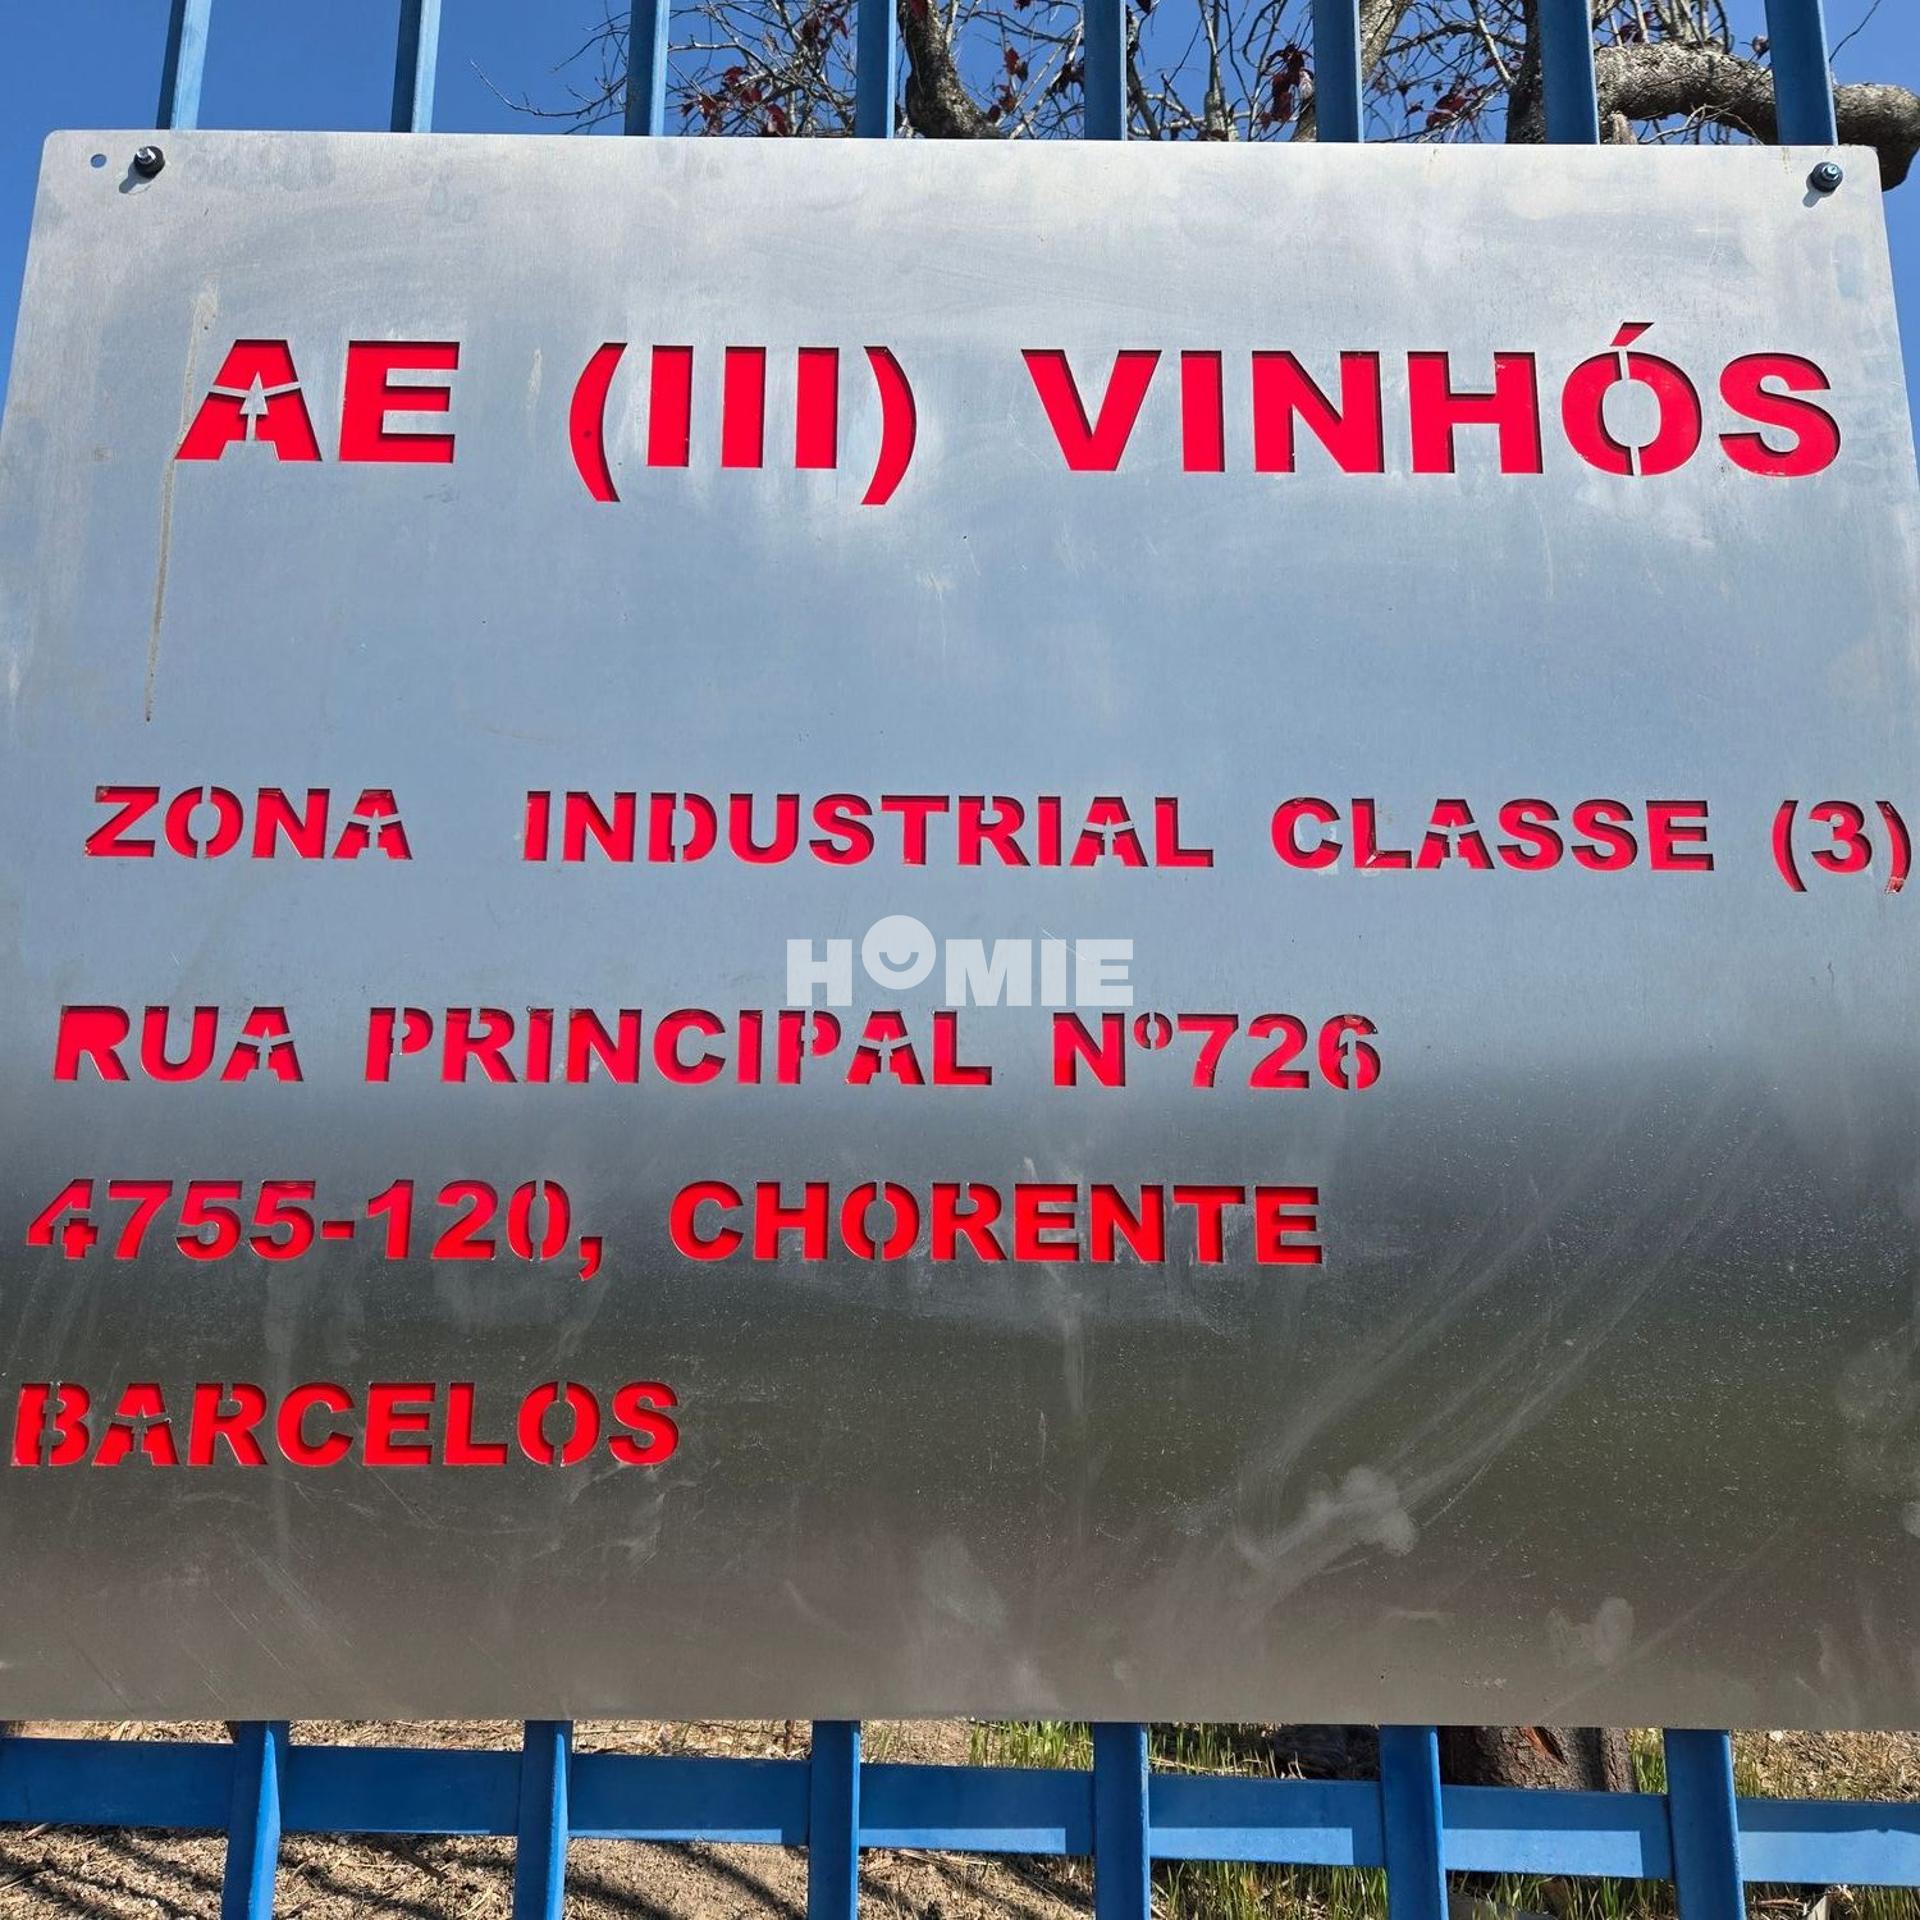 AE (III) VINHÓS
ZONA INDUSTRIAL CLASSE (3)
HOMIE
RUA PRINCIPAL Nº726
4755-120, CHORENTE
BARCELOS